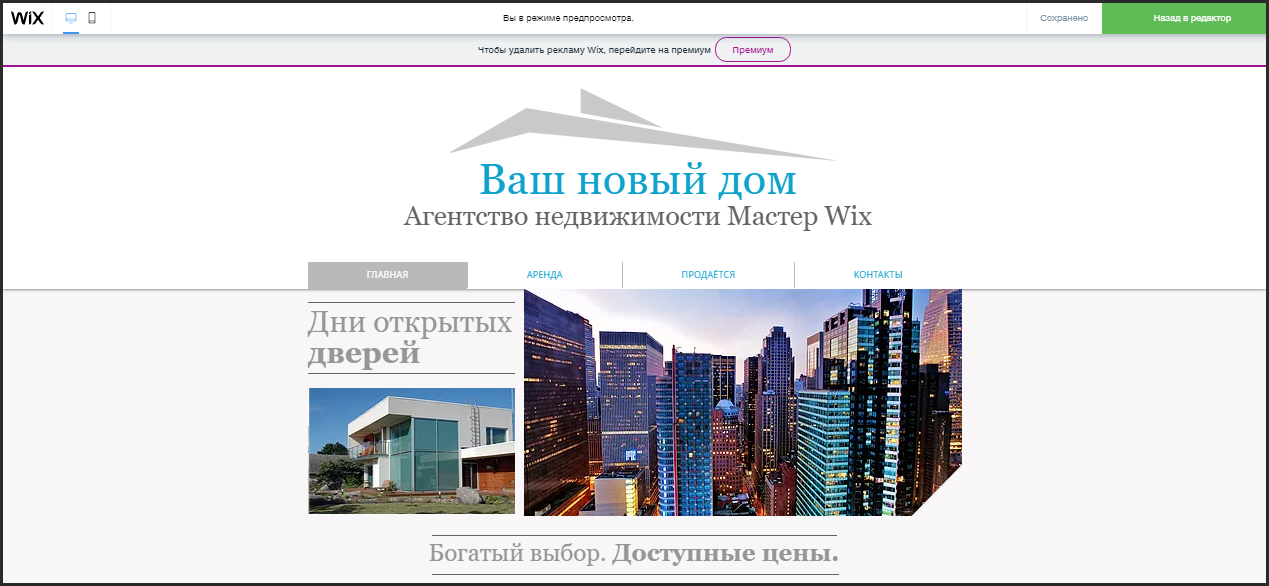 WiX
Вы в режиме предпросмотра.
Сохранено
Назад в редактор
Чтобы удалить рекламу Wix, перейдите на премиум
Премиум
Ваш новый дом
Агентство недвижимости Мастер Wix
ГЛАВНАЯ
АРЕНДА
ПРОДАЁТСЯ
КОНТАКТЫ
Дни открытых
дверей
Богатый выбор. Доступные цены.